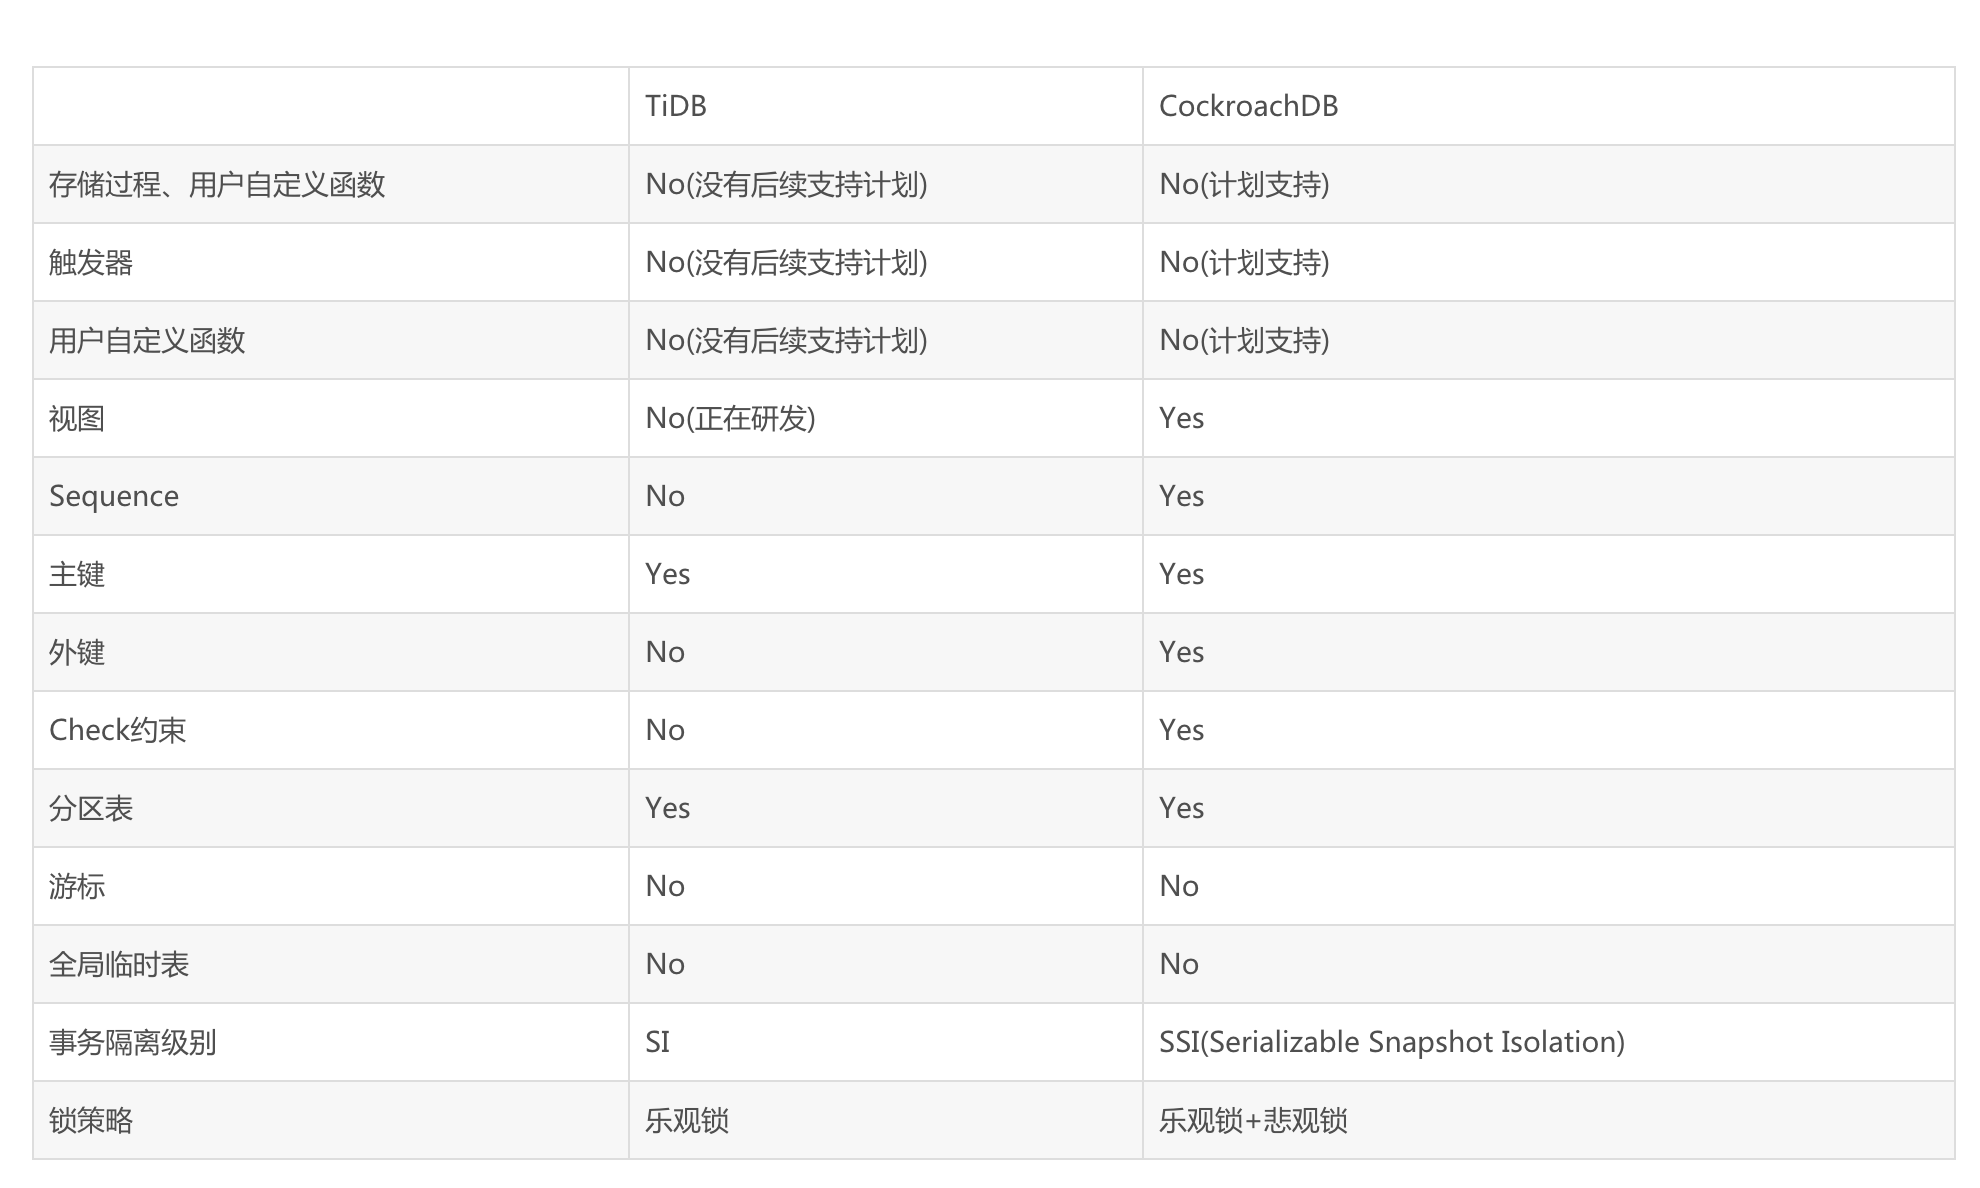 TiDB CockroachDB
存储过程、用户自定义函数 No(没有后续支持计划) No(计划支持)
触发器 No(没有后续支持计划) No(计划支持)
用户自定义函数 No(没有后续支持计划) No(计划支持)
视图 No(正在研发) Yes
Sequence No Yes
主键 Yes Yes
外键 No Yes
Check约束 No Yes
分区表 Yes Yes
游标 No No
全局临时表 No No
事务隔离级别 SI SSI(Serializable Snapshot Isolation)
锁策略 乐观锁 乐观锁+悲观锁